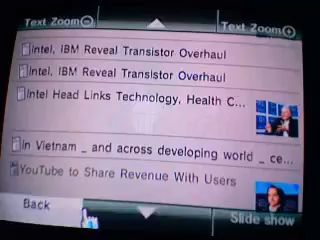 Text Zoom Text Zoom
Intel, IBM Reveal Transistor Overhaul
Intel, IBM Reveal Transistor Overhaul
Intel Head Links Technology, Health C...
In Vietnam _ and across developing world _ ce...
YouTube to Share Revenue With Users
Back Slide show